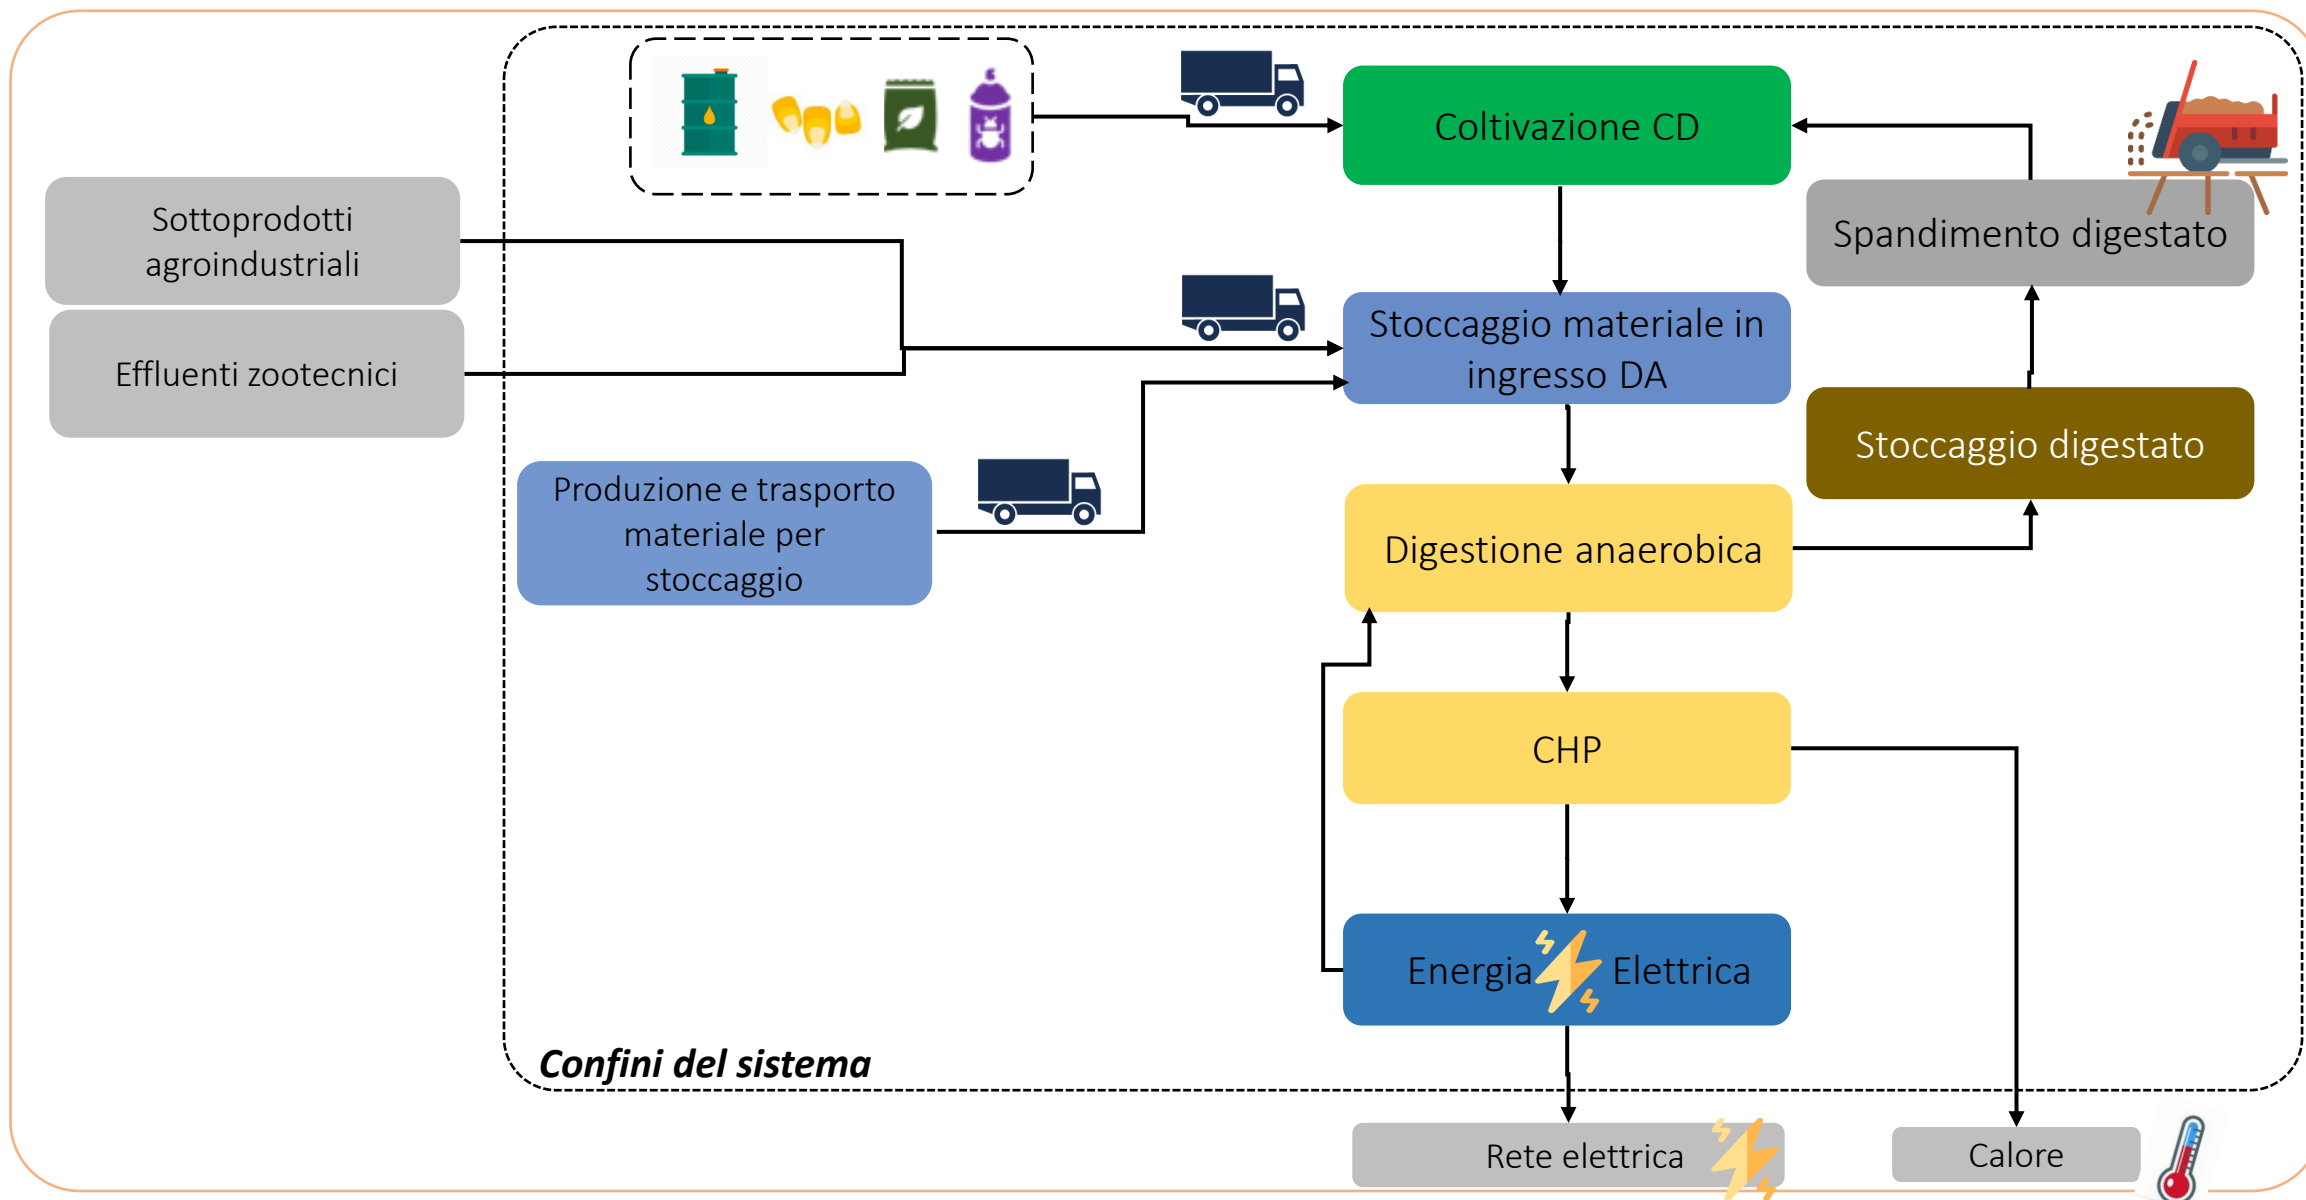 Coltivazione CD
Sottoprodotti
agroindustriali
Spandimento digestato
Effluenti zootecnici
Stoccaggio materiale in
ingresso DA
Stoccaggio digestato
Produzione e trasporto
materiale per
stoccaggio
Digestione anaerobica
CHP
Energia Elettrica
Confini del sistema
Rete elettrica
Calore